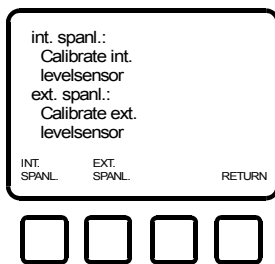 int. spanl.:
Calibrate int.
levelsensor
ext. spanl.:
Calibrate ext.
levelsensor
INT. EXT.
SPANL. SPANL. RETURN